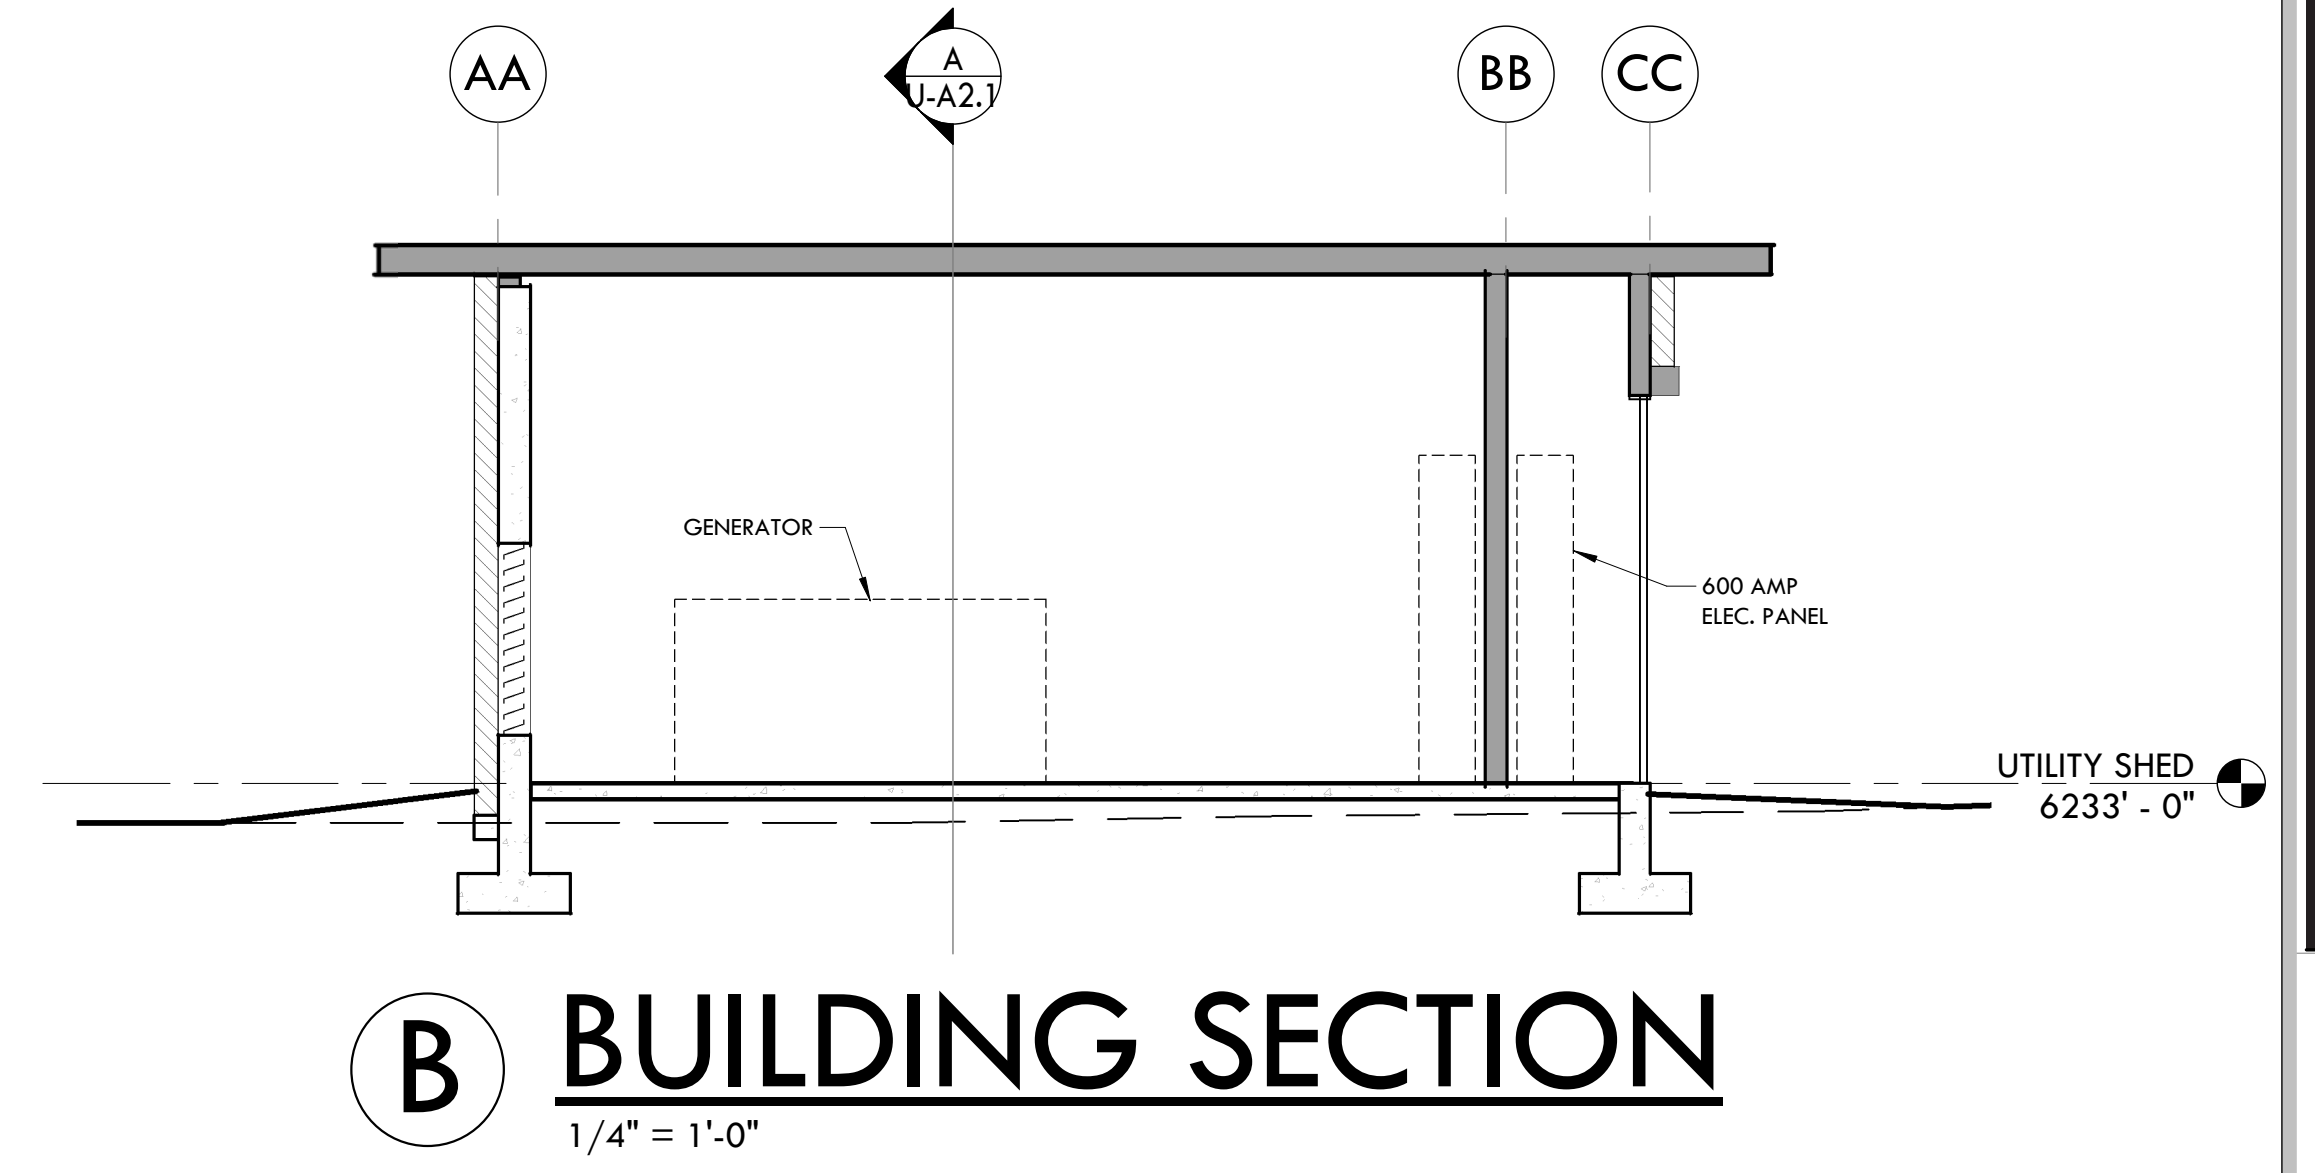 AA
A
U-A2.1
BB
CC
GENERATOR
600 AMP
ELEC. PANEL
UTILITY SHED
6233' - 0"
B
BUILDING SECTION
1/4" = 1'-0"